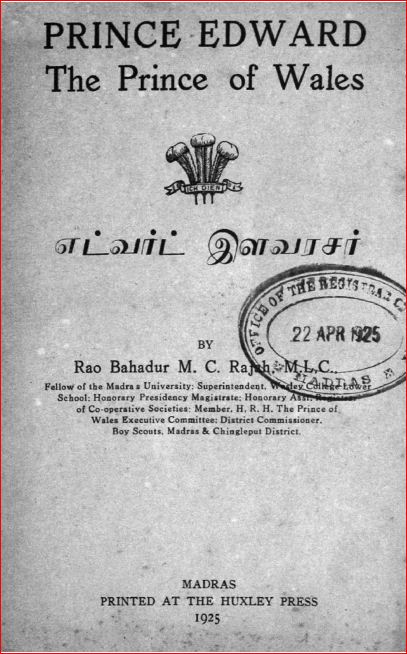 PRINCE EDWARD
The Prince of Wales
ICH DIEN
எட்வர்ட் இளவரசர்
OFFICE OF THE REGISTRAR
22 APR 1925
MADRAS
BY
Rao Bahadur M. C. Rajah, M.L.C.,
Fellow of the Madras University: Superintendent, Wesley College Lower
School: Honorary Presidency Magistrate: Honorary Asst. Registrar
of Co-operative Societies: Member, H. R. H. The Prince of
Wales Executive Committee: District Commissioner,
Boy Scouts, Madras & Chingleput District.
MADRAS
PRINTED AT THE HUXLEY PRESS
1925